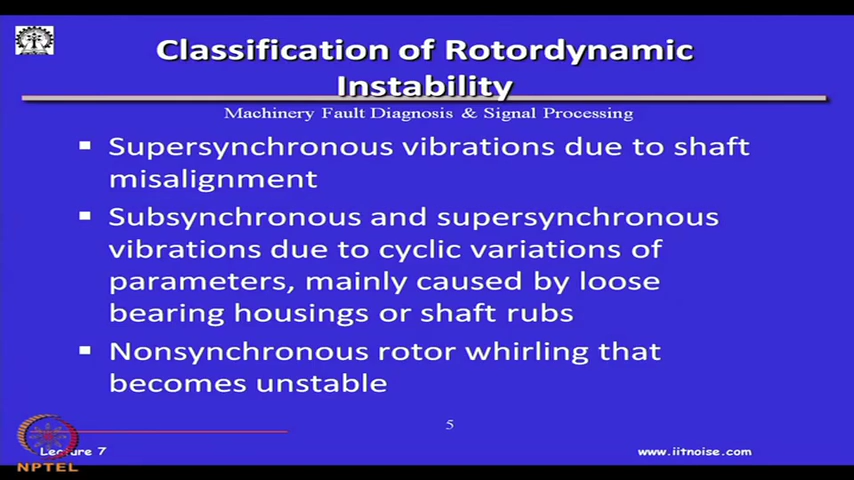 Classification of Rotordynamic
Instability
Machinery Fault Diagnosis & Signal Processing
Supersynchronous vibrations due to shaft
misalignment
Subsynchronous and supersynchronous
vibrations due to cyclic variations of
parameters, mainly caused by loose
bearing housings or shaft rubs
Nonsynchronous rotor whirling that
becomes unstable
5
Lecture 7
www.iitnoise.com
NPTEL